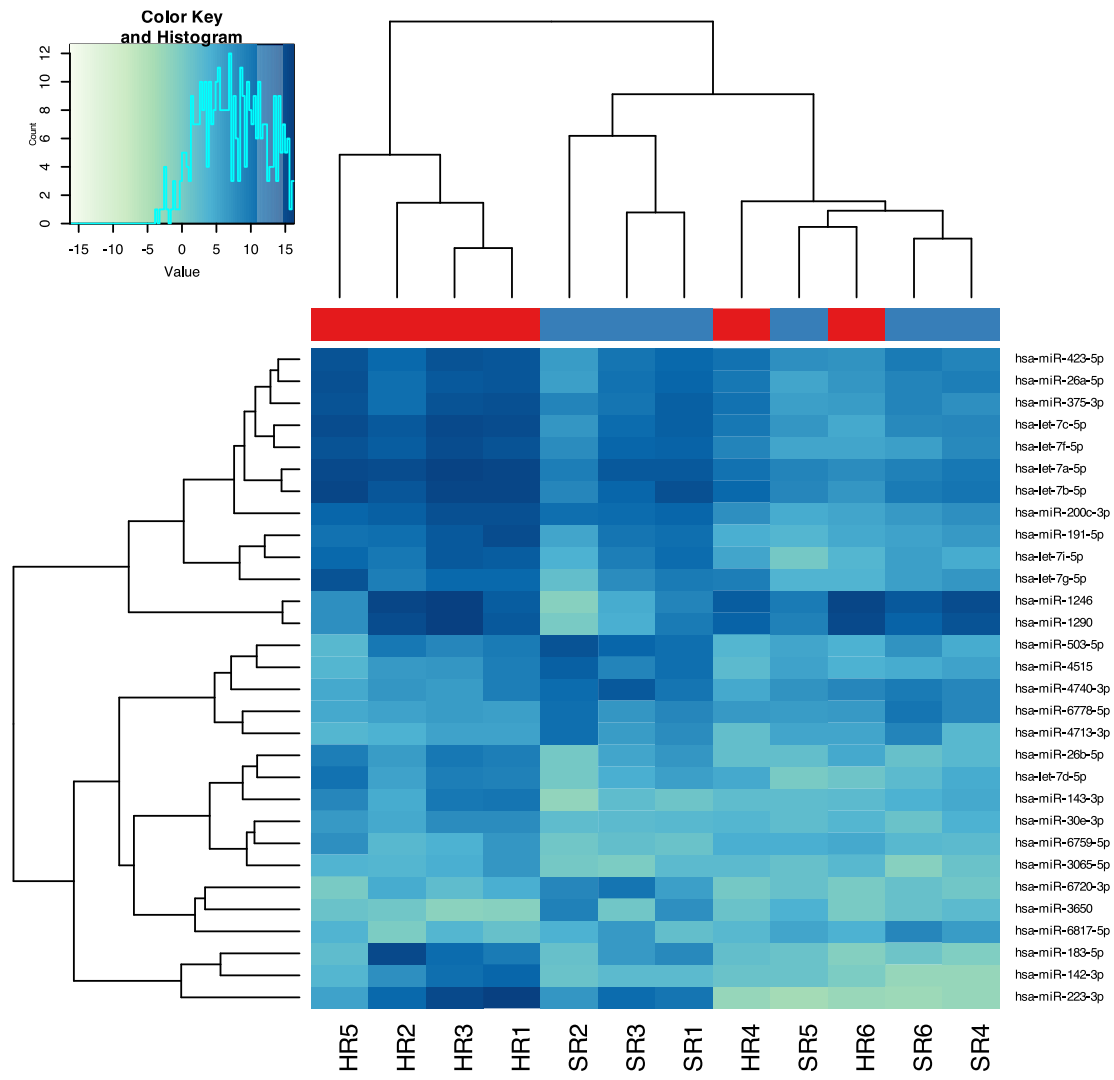 Color Key
and Histogram
Count
0 2 4 6 8 10 12
-15 -10 -5 0 5 10 15
Value
hsa-miR-423-5p
hsa-miR-26a-5p
hsa-miR-375-3p
hsa-let-7c-5p
hsa-let-7f-5p
hsa-let-7a-5p
hsa-let-7b-5p
hsa-miR-200c-3p
hsa-miR-191-5p
hsa-let-7i-5p
hsa-let-7g-5p
hsa-miR-1246
hsa-miR-1290
hsa-miR-503-5p
hsa-miR-4515
hsa-miR-4740-3p
hsa-miR-6778-5p
hsa-miR-4713-3p
hsa-miR-26b-5p
hsa-let-7d-5p
hsa-miR-143-3p
hsa-miR-30e-3p
hsa-miR-6759-5p
hsa-miR-3065-5p
hsa-miR-6720-3p
hsa-miR-3650
hsa-miR-6817-5p
hsa-miR-183-5p
hsa-miR-142-3p
hsa-miR-223-3p
HR5 HR2 HR3 HR1 SR2 SR3 SR1 HR4 SR5 HR6 SR6 SR4